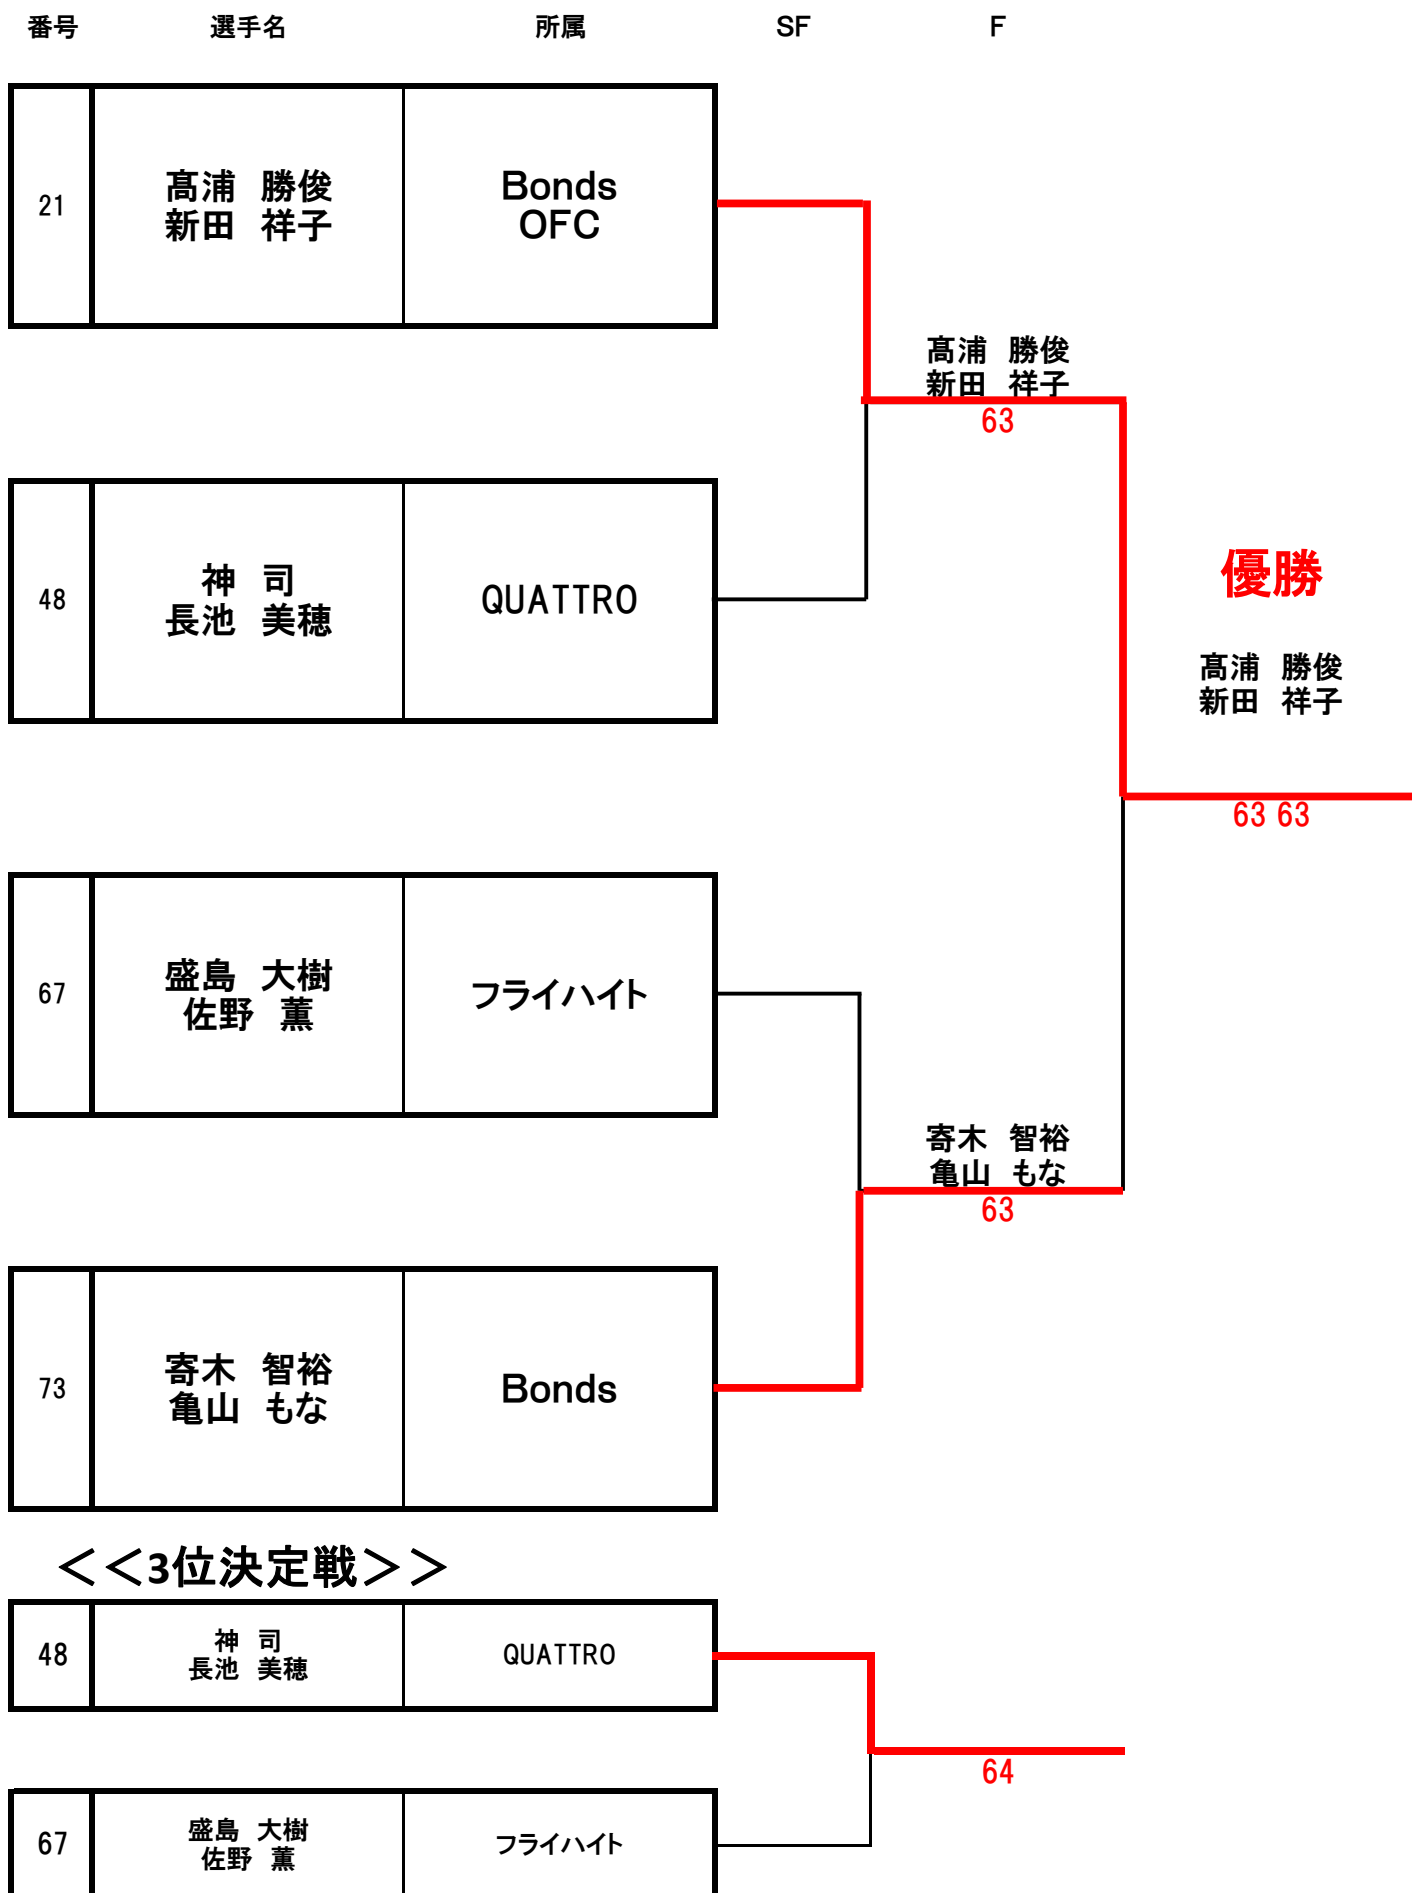 番号 選手名 所属 SF F
21
髙浦 勝俊
新田 祥子
Bonds
OFC
髙浦 勝俊
新田 祥子
63
48
神 司
長池 美穂
QUATTRO
優勝
髙浦 勝俊
新田 祥子
63 63
67
盛島 大樹
佐野 薫
フライハイト
寄木 智裕
亀山 もな
63
73
寄木 智裕
亀山 もな
Bonds
＜＜3位決定戦＞＞
48
神 司
長池 美穂
QUATTRO
64
67
盛島 大樹
佐野 薫
フライハイト